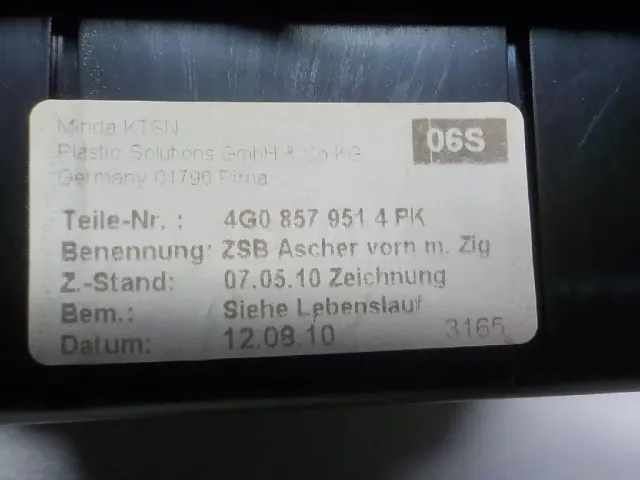 Minda KTSN
Plastic Solutions GmbH & Co KG
Germany 01796 Pirna
06S
Teile-Nr. : 4G0 857 951 4 PK
Benennung: ZSB Ascher vorn m. Zig
Z.-Stand: 07.05.10 Zeichnung
Bem.: Siehe Lebenslauf
Datum: 12.08.10
3165